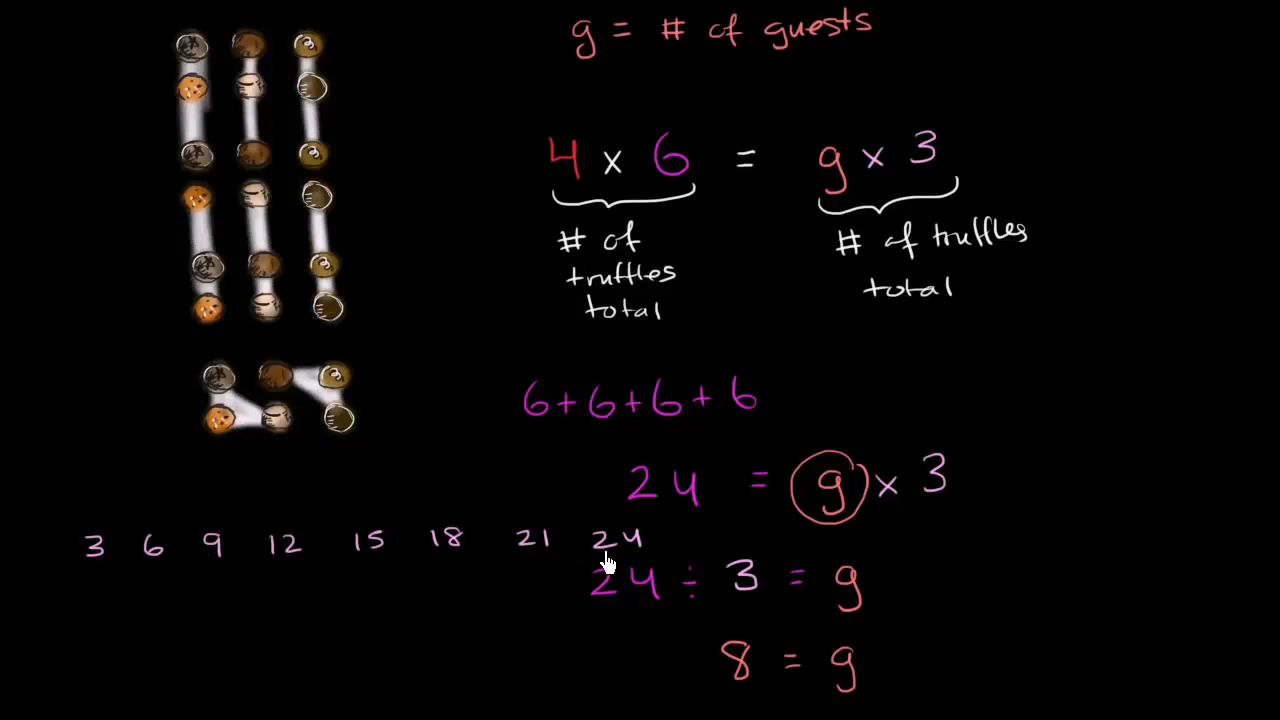 g = # of guests
4 x 6 = g x 3
# of truffles total
# of truffles total
6 + 6 + 6 + 6
24 = g x 3
3 6 9 12 15 18 21 24
24 ÷ 3 = g
8 = g